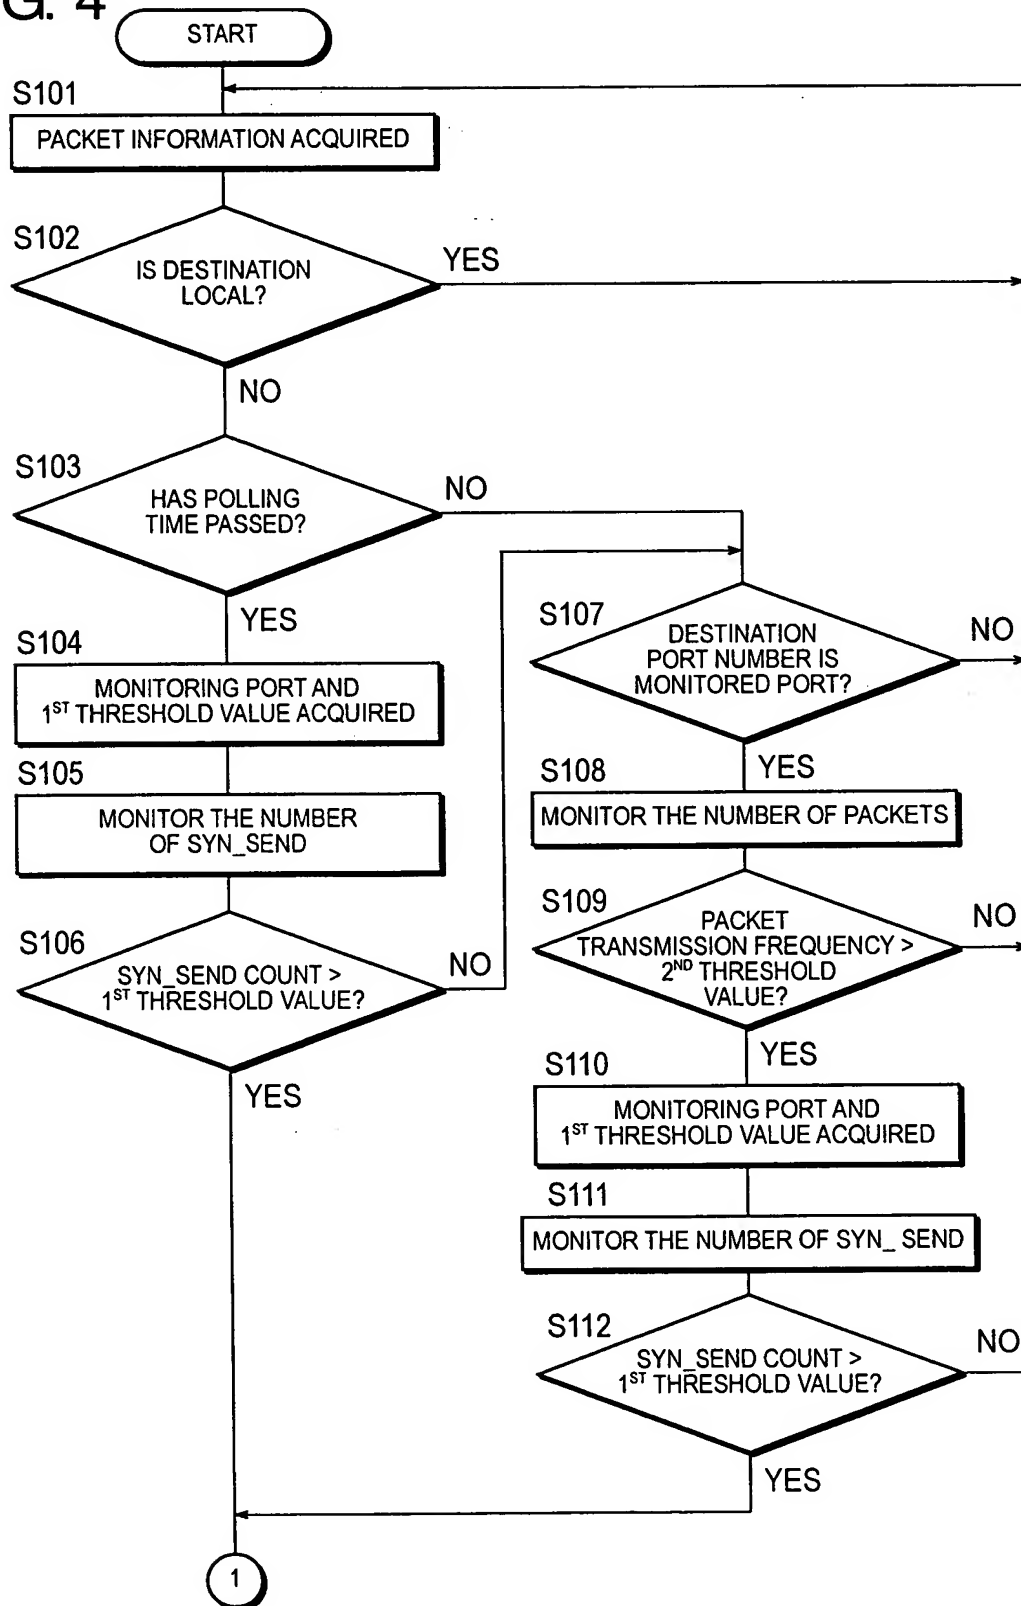 G. 4
START
S101
PACKET INFORMATION ACQUIRED
S102
IS DESTINATION
LOCAL?
YES
NO
S103
HAS POLLING
TIME PASSED?
NO
YES
S104
MONITORING PORT AND
1ST THRESHOLD VALUE ACQUIRED
S105
MONITOR THE NUMBER
OF SYN_SEND
S106
SYN_SEND COUNT >
1ST THRESHOLD VALUE?
NO
YES
S107
DESTINATION
PORT NUMBER IS
MONITORED PORT?
NO
YES
S108
MONITOR THE NUMBER OF PACKETS
S109
PACKET
TRANSMISSION FREQUENCY >
2ND THRESHOLD
VALUE?
NO
YES
S110
MONITORING PORT AND
1ST THRESHOLD VALUE ACQUIRED
S111
MONITOR THE NUMBER OF SYN_ SEND
S112
SYN_SEND COUNT >
1ST THRESHOLD VALUE?
NO
YES
1